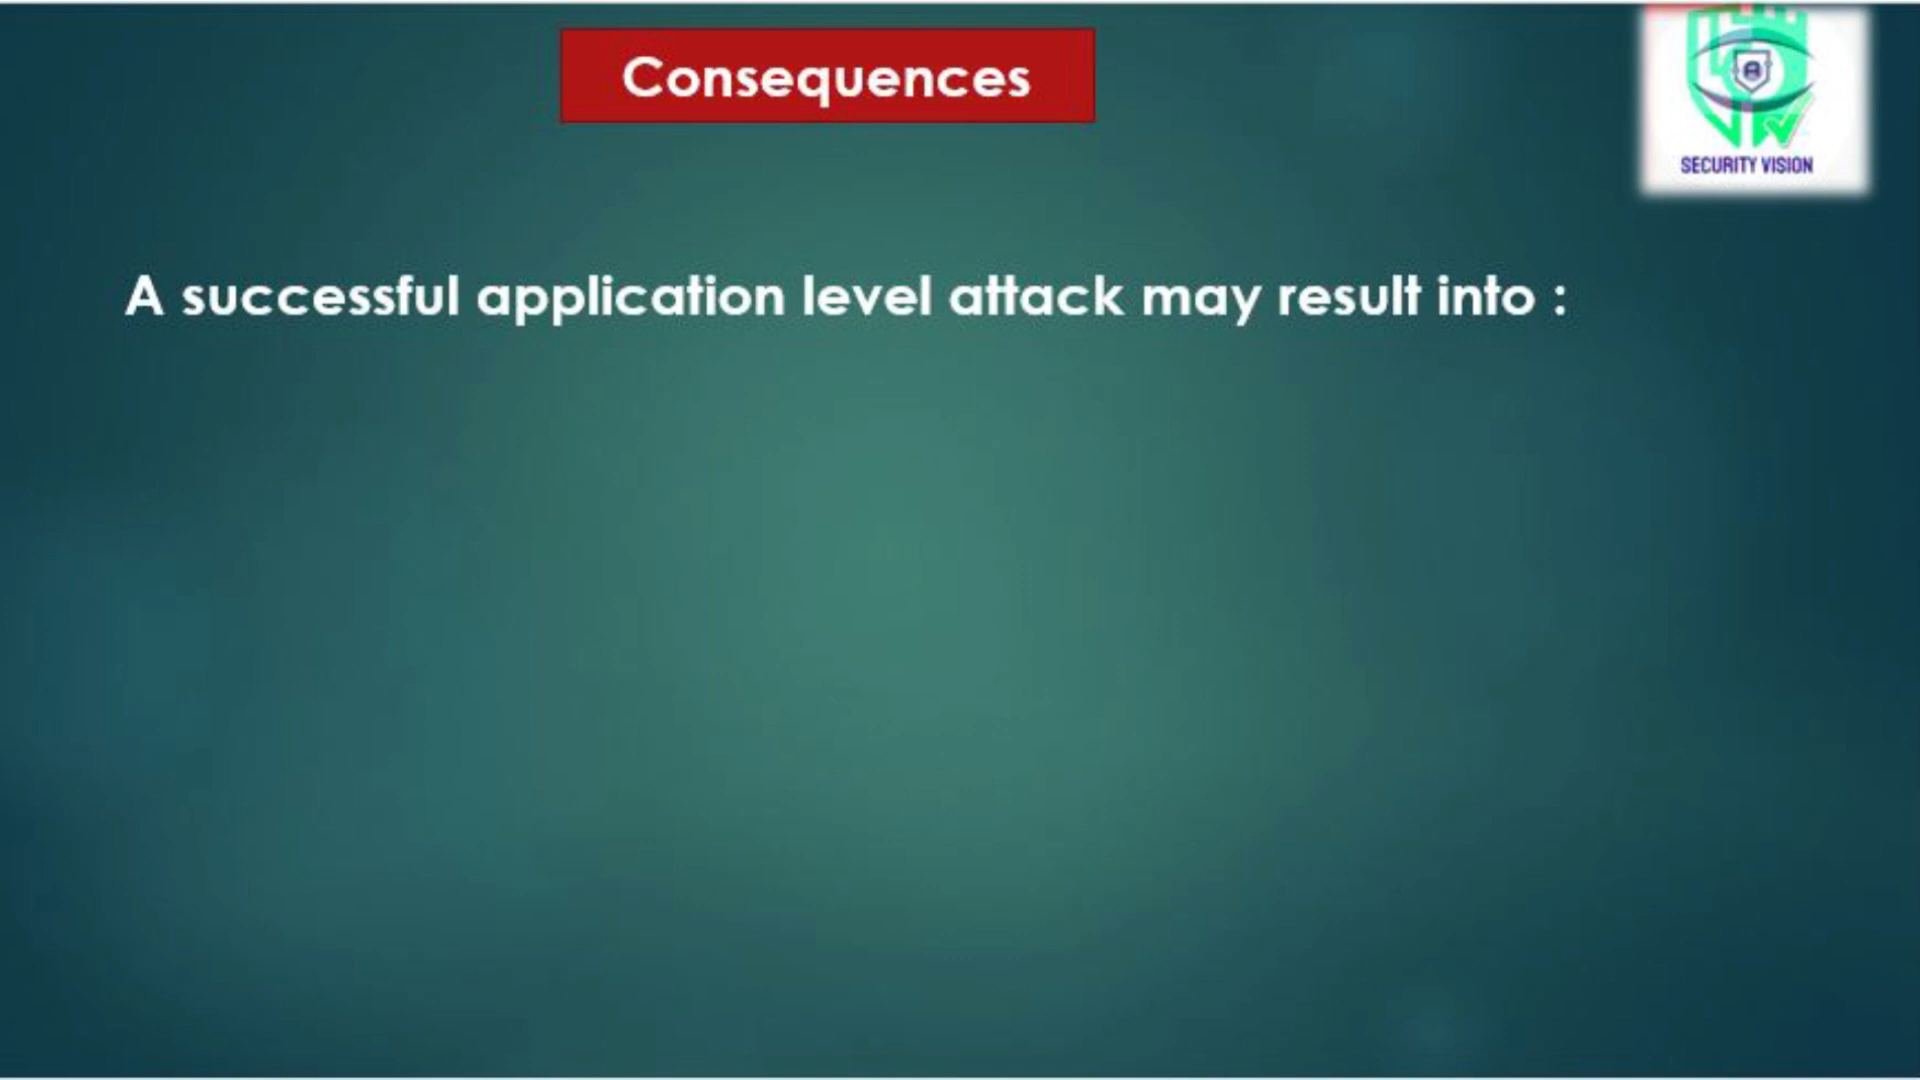 Consequences
SECURITY VISION
A successful application level attack may result into :